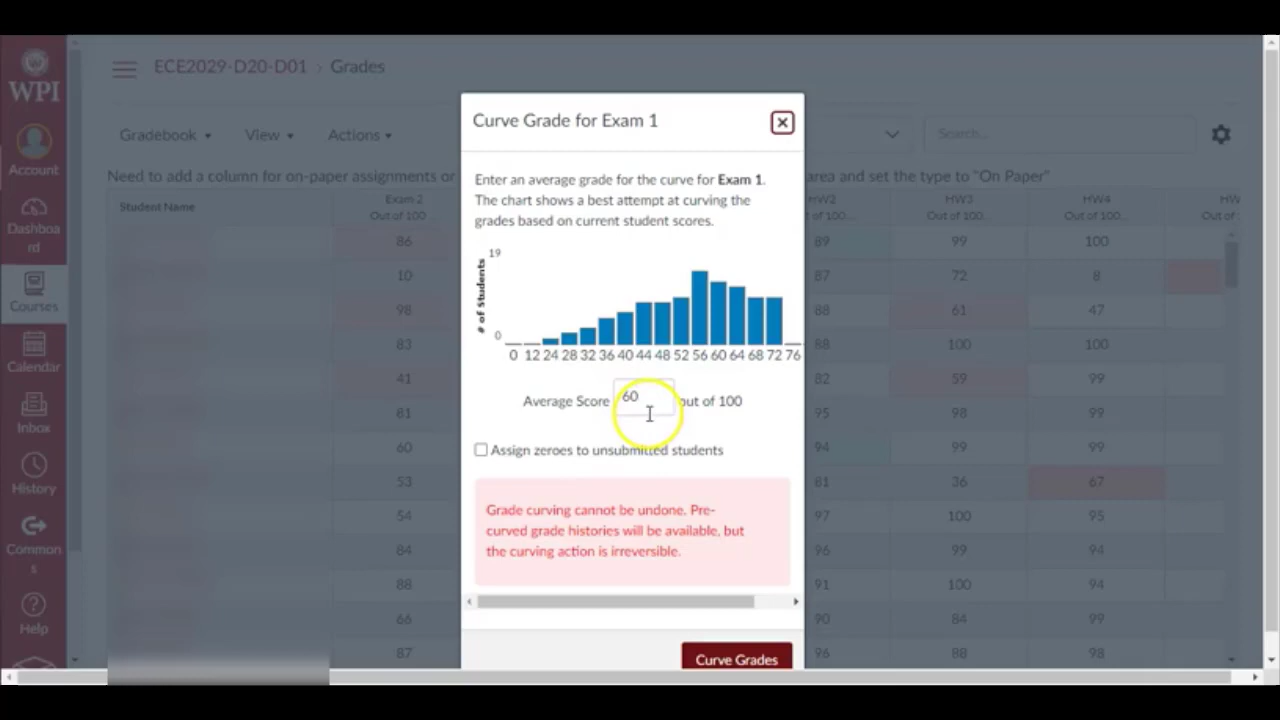 WPI
Account
Dashboa
rd
Courses
Calendar
Inbox
History
Common
s
Help
ECE2029-D20-D01 › Grades
Gradebook View Actions
Search...
Need to add a column for on-paper assignments or
area and set the type to "On Paper"
Student Name Exam 2 HW2 HW3 HW4 HW
Out of 100 of 100... Out of 100... Out of 100... Out of
86 89 99 100
10 87 72 8
98 88 61 47
83 88 100 100
41 82 59 99
81 95 98 99
60 94 99 99
53 81 36 67
54 97 100 95
84 96 99 94
88 91 100 94
66 90 84 99
87 96 88 98
Curve Grade for Exam 1
Enter an average grade for the curve for Exam 1.
The chart shows a best attempt at curving the
grades based on current student scores.
19
# of Students
0
0 12 24 28 32 36 40 44 48 52 56 60 64 68 72 76
Average Score 60 out of 100
Assign zeroes to unsubmitted students
Grade curving cannot be undone. Pre-
curved grade histories will be available, but
the curving action is irreversible.
Curve Grades